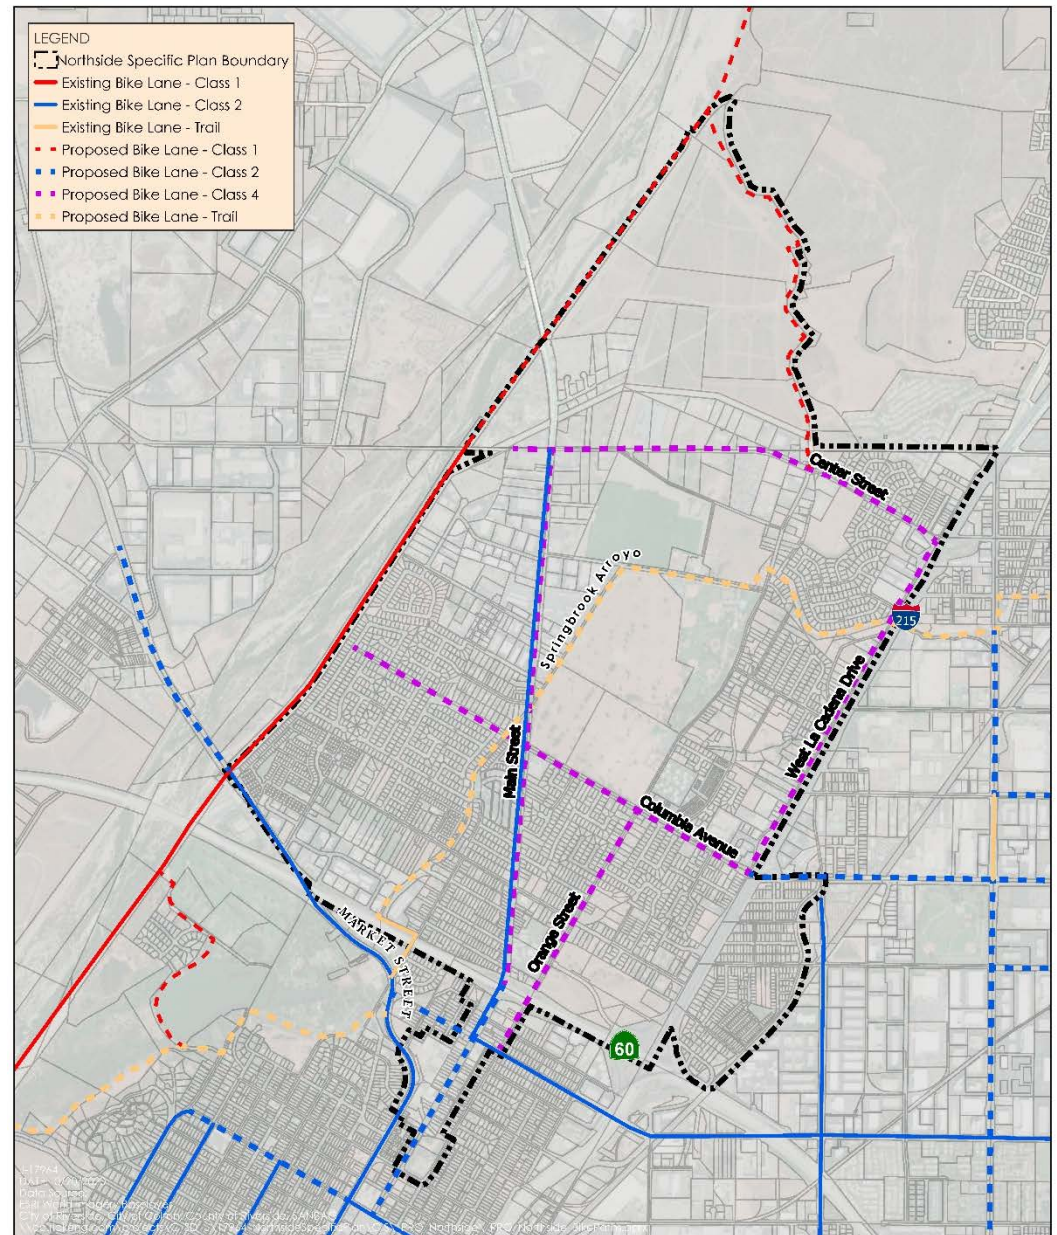 LEGEND
Northside Specific Plan Boundary
Existing Bike Lane - Class 1
Existing Bike Lane - Class 2
Existing Bike Lane - Trail
Proposed Bike Lane - Class 1
Proposed Bike Lane - Class 2
Proposed Bike Lane - Class 4
Proposed Bike Lane - Trail
Center Street
Springbrook Arroyo
215
West La Cadena Drive
Main Street
Columbia Avenue
Orange Street
MARKET STREET
60
Data Source: